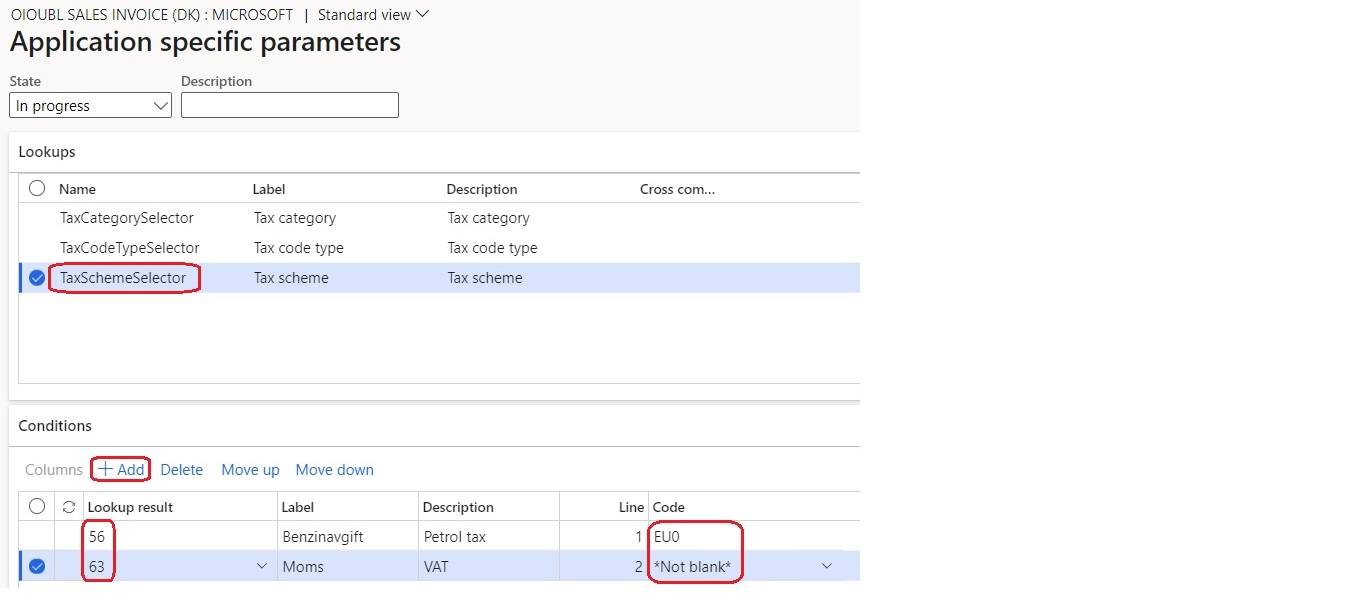 OIOUBL SALES INVOICE (DK) : MICROSOFT | Standard view
Application specific parameters
State Description
In progress
Lookups
Name Label Description Cross com...
TaxCategorySelector Tax category Tax category
TaxCodeTypeSelector Tax code type Tax code type
TaxSchemeSelector Tax scheme Tax scheme
Conditions
Columns + Add Delete Move up Move down
Lookup result Label Description Line Code
56 Benzinavgift Petrol tax 1 EU0
63 Moms VAT 2 *Not blank*